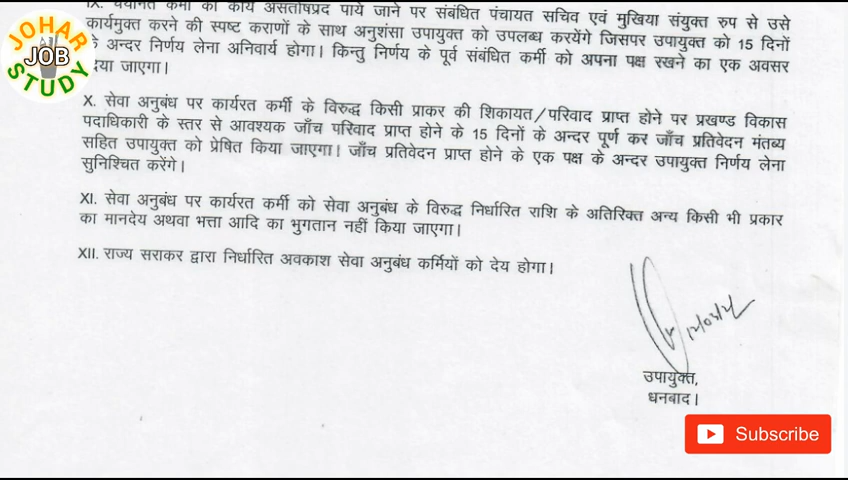 JOHAR
JOB
STUDY
IX. चयनित कर्मी का कार्य असंतोषप्रद पाये जाने पर संबंधित पंचायत सचिव एवं मुखिया संयुक्त रुप से उसे
कार्यमुक्त करने की स्पष्ट कराणों के साथ अनुशंसा उपायुक्त को उपलब्ध करयेंगे जिसपर उपायुक्त को 15 दिनों
के अन्दर निर्णय लेना अनिवार्य होगा। किन्तु निर्णय के पूर्व संबंधित कर्मी को अपना पक्ष रखने का एक अवसर
दिया जाएगा।
X. सेवा अनुबंध पर कार्यरत कर्मी के विरुद्ध किसी प्राकर की शिकायत/परिवाद प्राप्त होने पर प्रखण्ड विकास
पदाधिकारी के स्तर से आवश्यक जाँच परिवाद प्राप्त होने के 15 दिनों के अन्दर पूर्ण कर जाँच प्रतिवेदन मंतब्य
सहित उपायुक्त को प्रेषित किया जाएगा। जाँच प्रतिवेदन प्राप्त होने के एक पक्ष के अन्दर उपायुक्त निर्णय लेना
सुनिश्चित करेंगे।
XI. सेवा अनुबंध पर कार्यरत कर्मी को सेवा अनुबंध के विरुद्ध निर्धारित राशि के अतिरिक्त अन्य किसी भी प्रकार
का मानदेय अथवा भत्ता आदि का भुगतान नहीं किया जाएगा।
XII. राज्य सराकर द्वारा निर्धारित अवकाश सेवा अनुबंध कर्मियों को देय होगा।
उपायुक्त,
धनबाद।
Subscribe